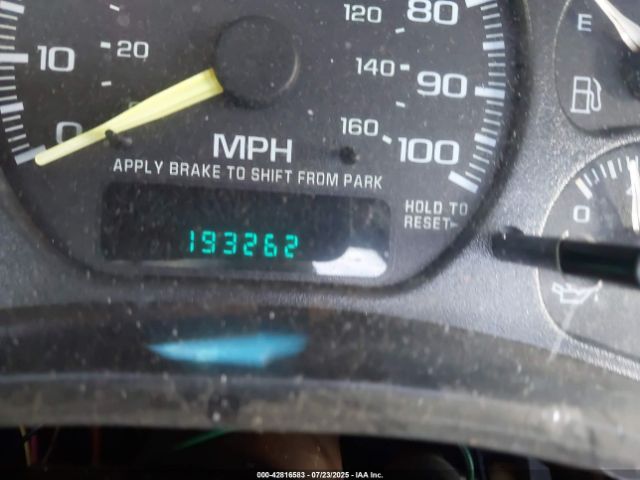 80
120
10
20
E
140
90
0
160
100
MPH
APPLY BRAKE TO SHIFT FROM PARK
HOLD TO
RESET
0
193262
000-42816583 - 07/23/2025 - IAA Inc.